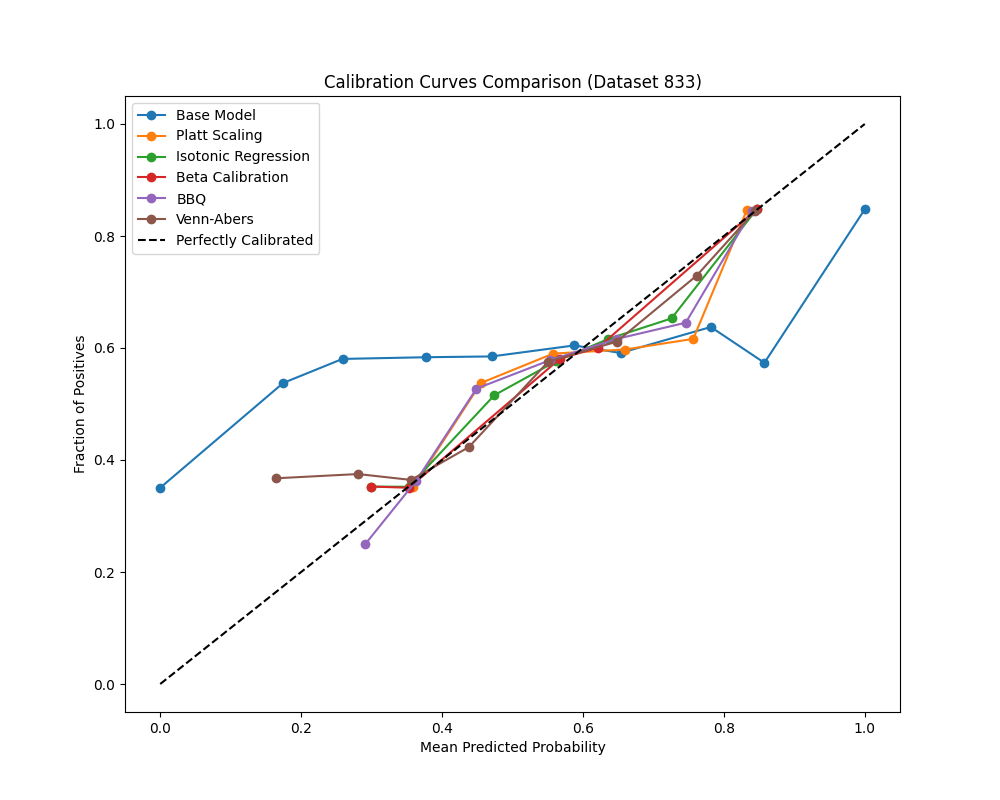 Calibration Curves Comparison (Dataset 833)
Base Model
Platt Scaling
Isotonic Regression
Beta Calibration
BBQ
Venn-Abers
Perfectly Calibrated
Fraction of Positives
1.0
0.8
0.6
0.4
0.2
0.0
0.0 0.2 0.4 0.6 0.8 1.0
Mean Predicted Probability